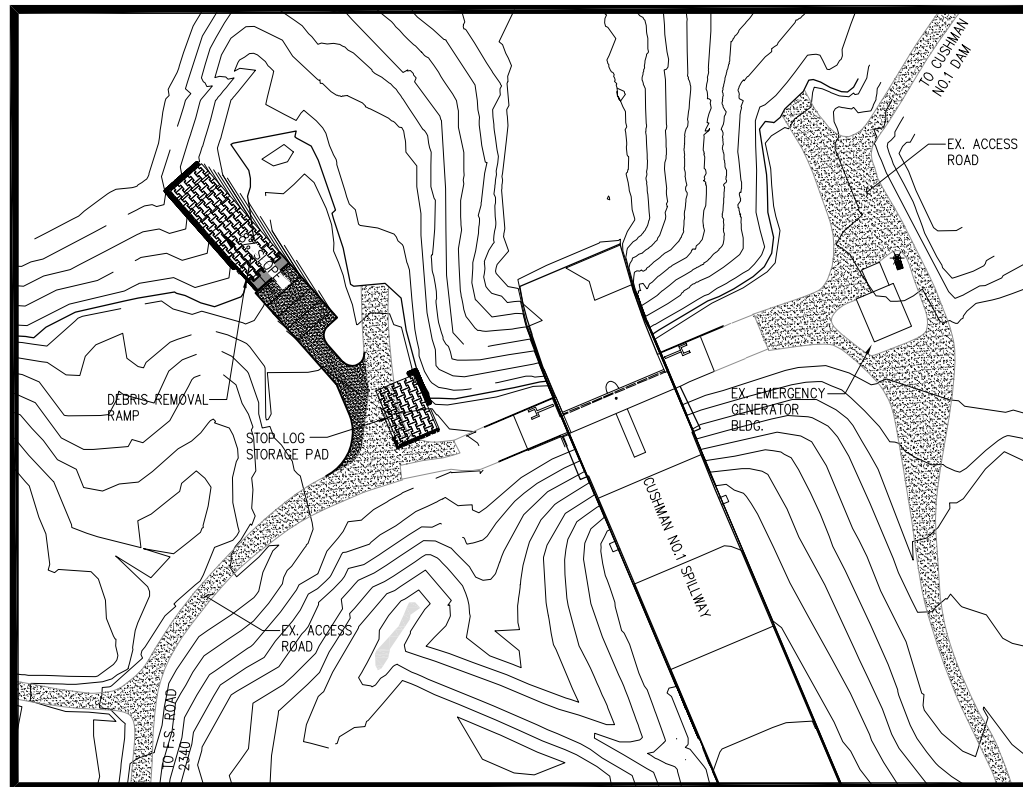 TO CUSHMAN
NO.1 DAM
EX. ACCESS
ROAD
DEBRIS REMOVAL
RAMP
STOP LOG
STORAGE PAD
EX. EMERGENCY
GENERATOR
BLDG.
CUSHMAN NO.1 SPILLWAY
EX. ACCESS
ROAD
TO F.S. ROAD
2340